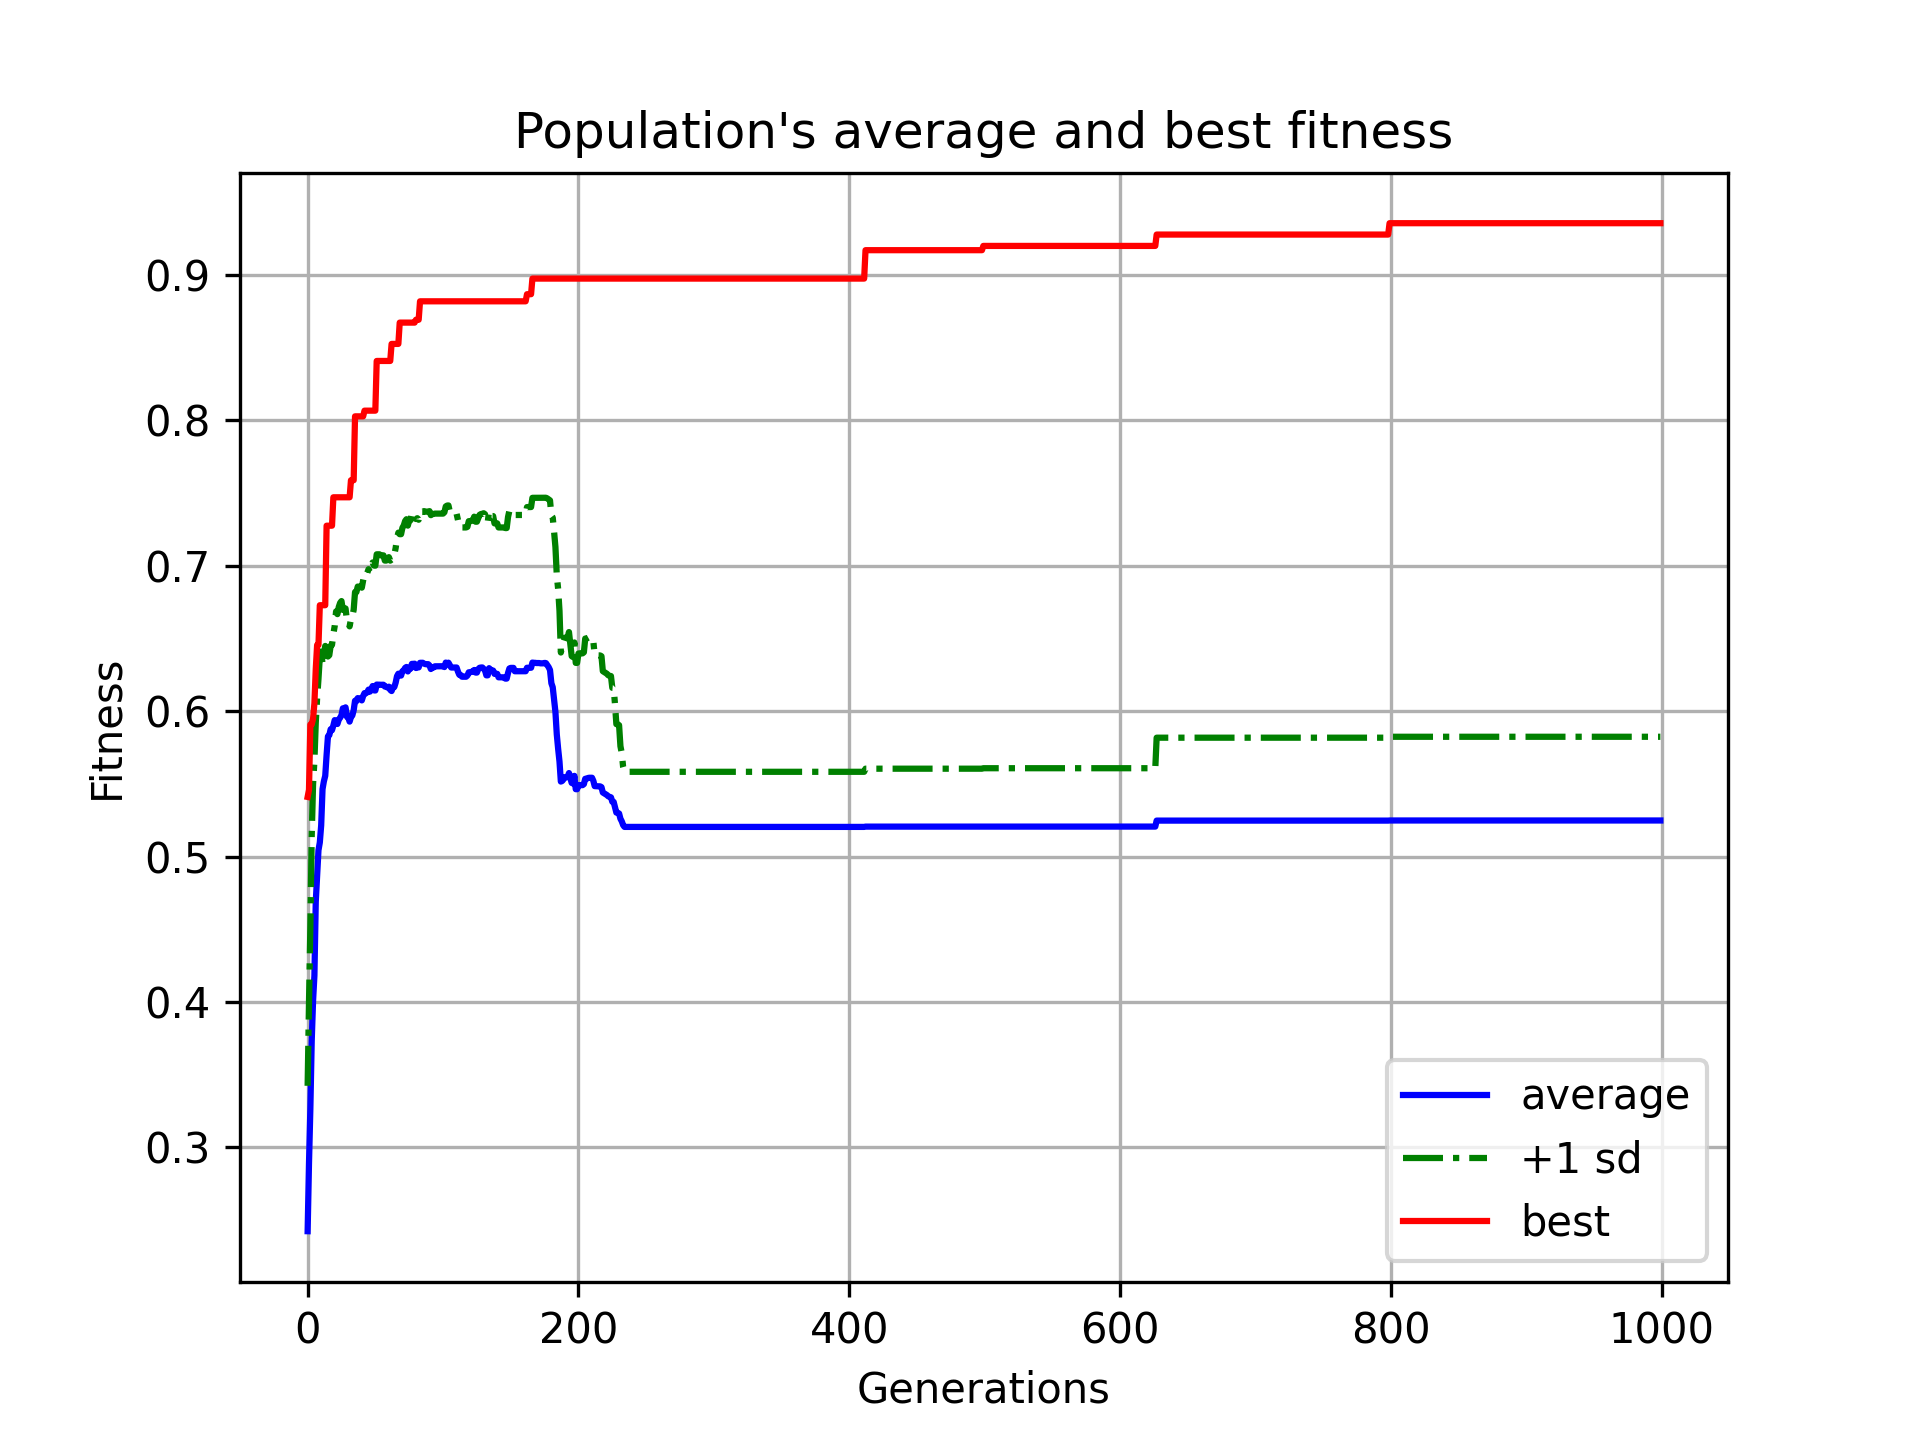 Population's average and best fitness
Fitness
0.9
0.8
0.7
0.6
0.5
0.4
0.3
0 200 400 600 800 1000
Generations
average
+1 sd
best